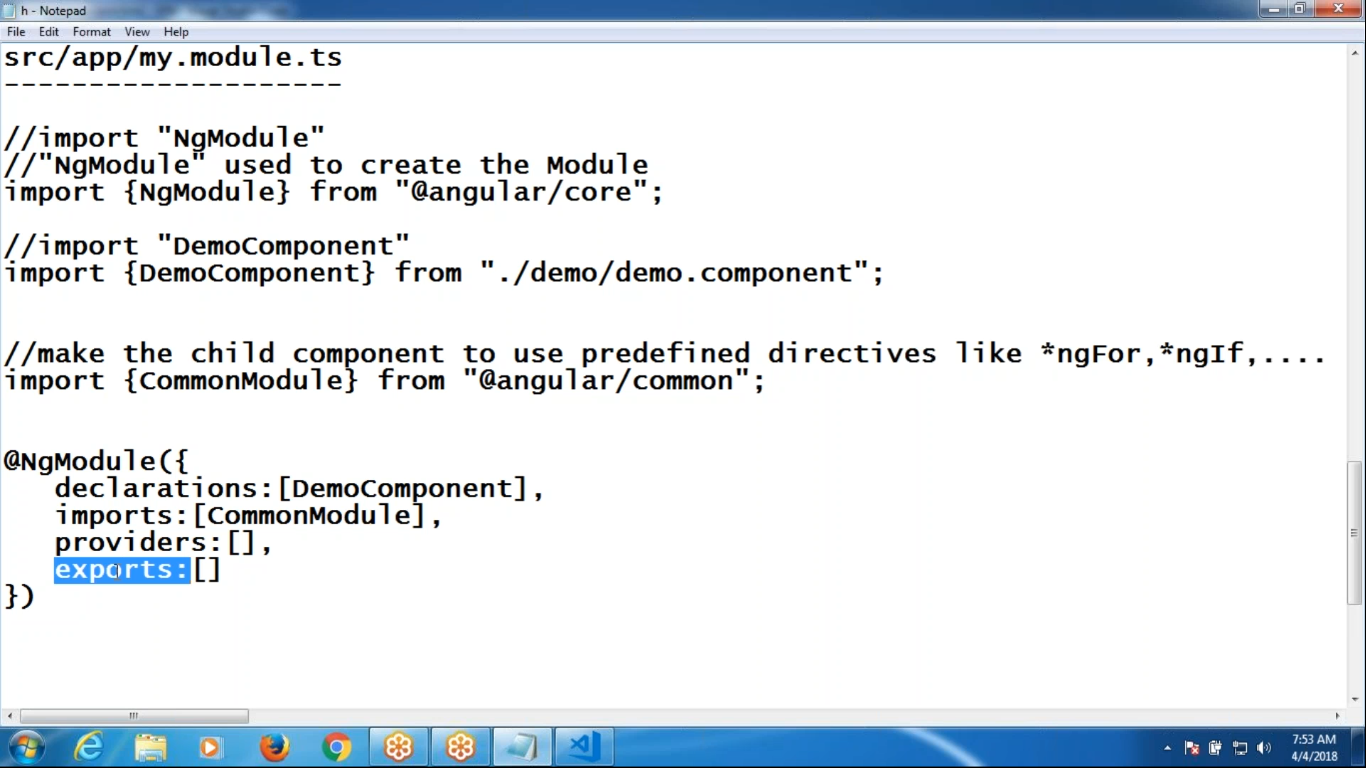 h - Notepad
File Edit Format View Help
src/app/my.module.ts
--------------------
//import "NgModule"
//"NgModule" used to create the Module
import {NgModule} from "@angular/core";
//import "DemoComponent"
import {DemoComponent} from "./demo/demo.component";
//make the child component to use predefined directives like *ngFor,*ngIf,....
import {CommonModule} from "@angular/common";
@NgModule({
declarations:[DemoComponent],
imports:[CommonModule],
providers:[],
exports:[]
})
7:53 AM
4/4/2018